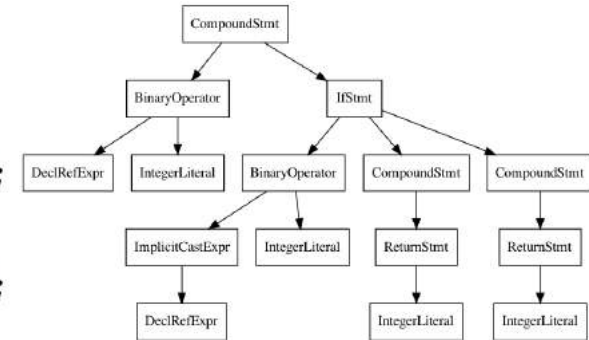 CompoundStmt
BinaryOperator IfStmt
; DeclRefExpr IntegerLiteral BinaryOperator CompoundStmt CompoundStmt
ImplicitCastExpr IntegerLiteral ReturnStmt ReturnStmt
; DeclRefExpr IntegerLiteral IntegerLiteral